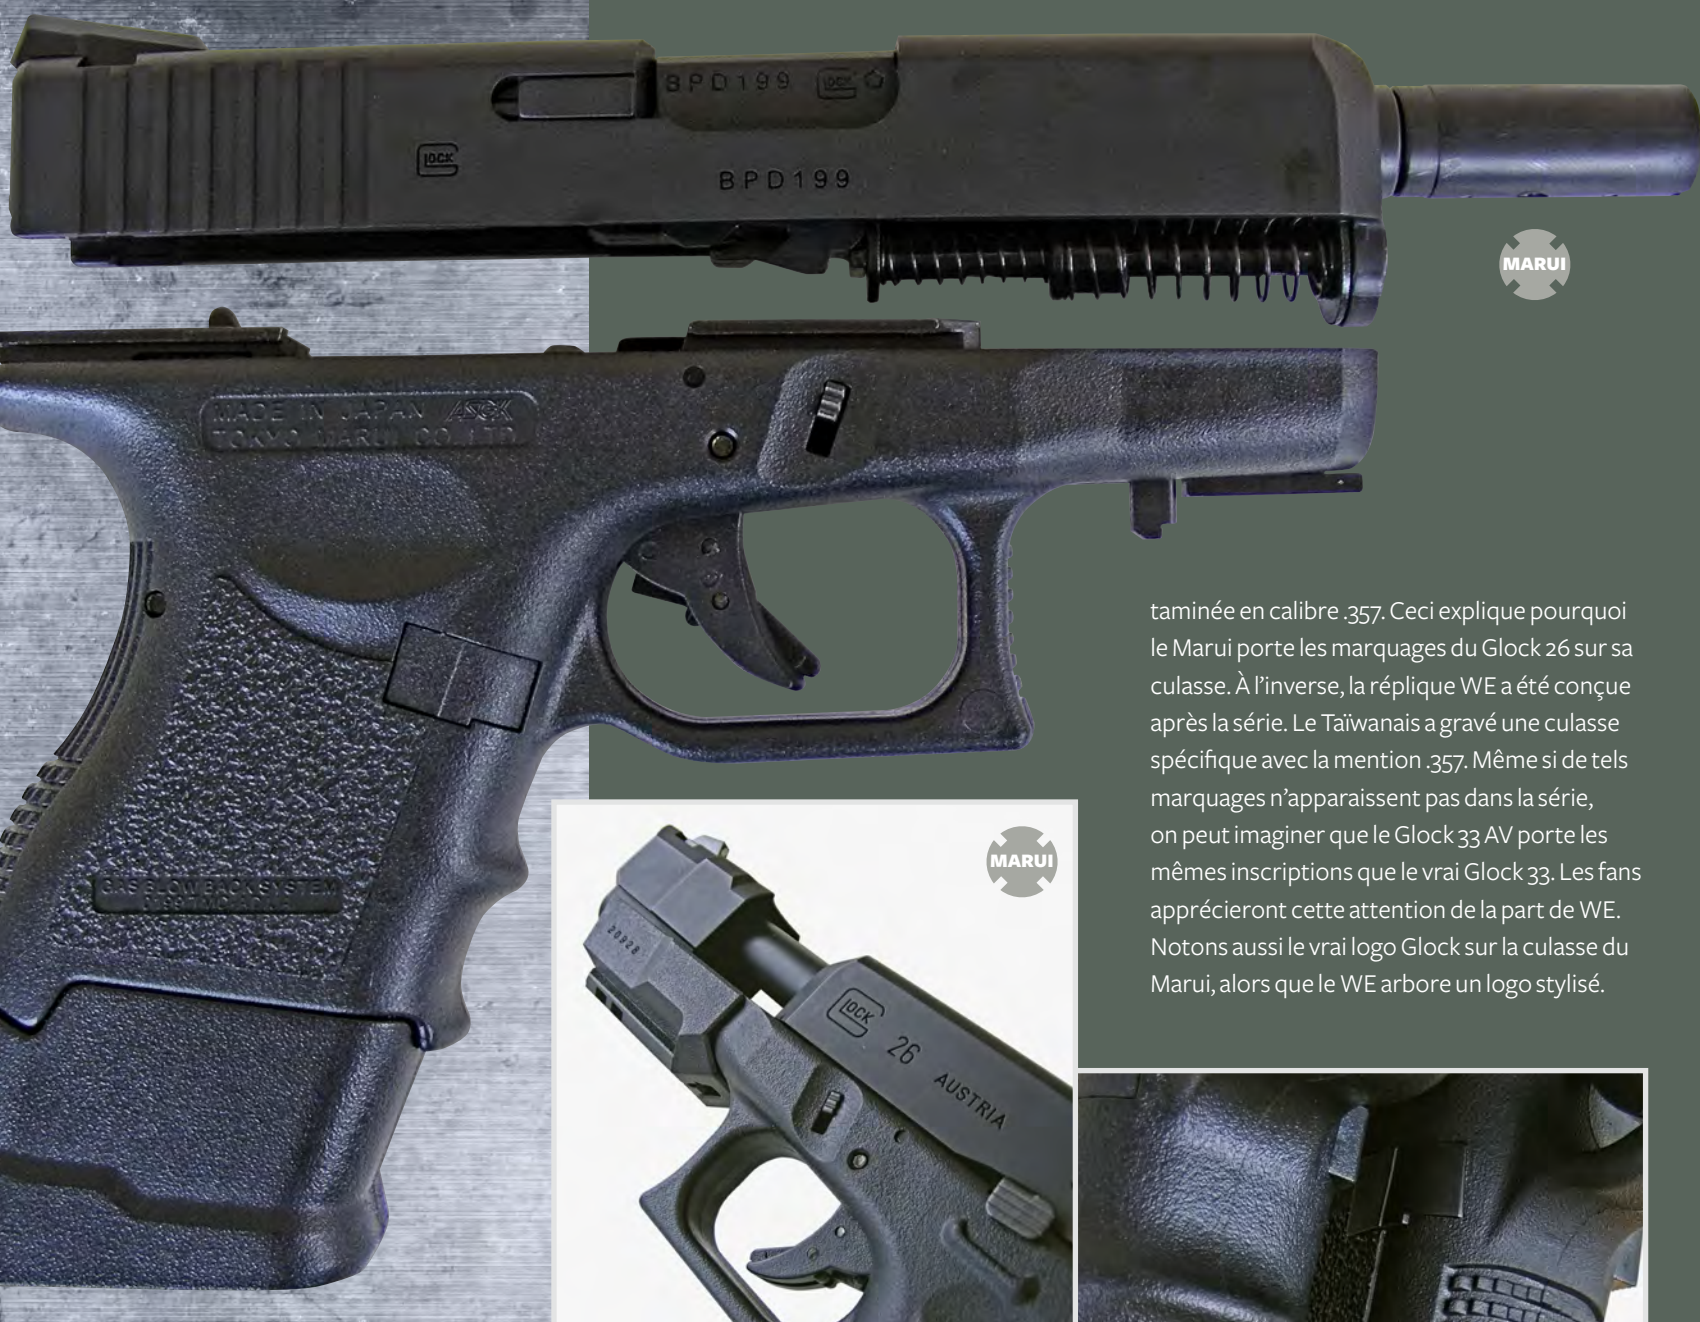 BPD199 GLOCK
GLOCK
BPD199
MARUI
MADE IN JAPAN ASGK
TOKYO MARUI CO., LTD
GAS BLOW BACK SYSTEM
taminée en calibre .357. Ceci explique pourquoi
le Marui porte les marquages du Glock 26 sur sa
culasse. À l’inverse, la réplique WE a été conçue
après la série. Le Taïwanais a gravé une culasse
spécifique avec la mention .357. Même si de tels
marquages n’apparaissent pas dans la série,
on peut imaginer que le Glock 33 AV porte les
mêmes inscriptions que le vrai Glock 33. Les fans
apprécieront cette attention de la part de WE.
Notons aussi le vrai logo Glock sur la culasse du
Marui, alors que le WE arbore un logo stylisé.
MARUI
20928
GLOCK 26 AUSTRIA